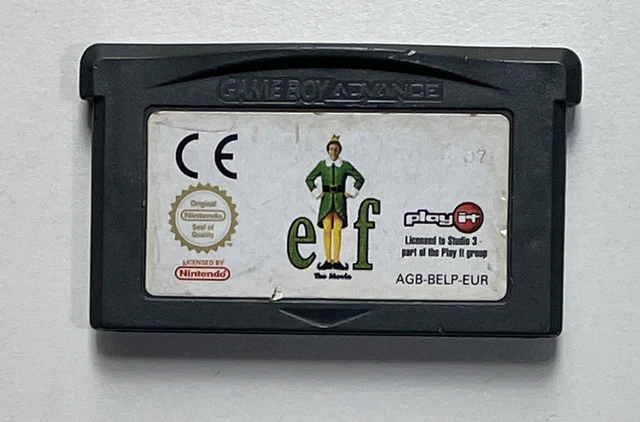 GAME BOY ADVANCE
CE
07
Original
Nintendo
Seal of
Quality
LICENSED BY
Nintendo
elf
The Movie
play it
Licensed to Studio 3 -
part of the Play It group
AGB-BELP-EUR